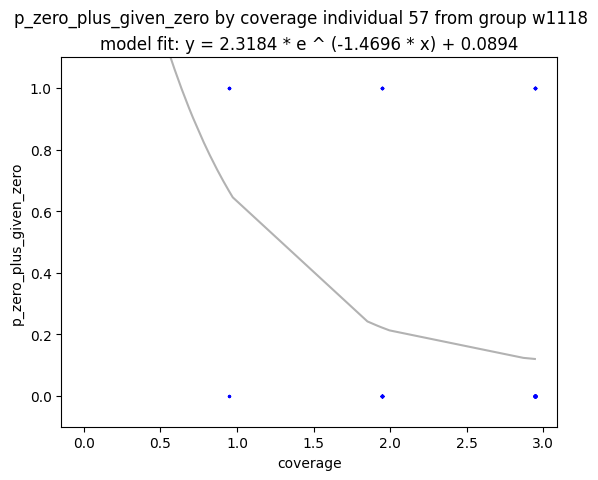 p_zero_plus_given_zero by coverage individual 57 from group w1118
model fit: y = 2.3184 * e ^ (-1.4696 * x) + 0.0894
1.0
0.8
0.6
0.4
0.2
0.0
p_zero_plus_given_zero
0.0 0.5 1.0 1.5 2.0 2.5 3.0
coverage